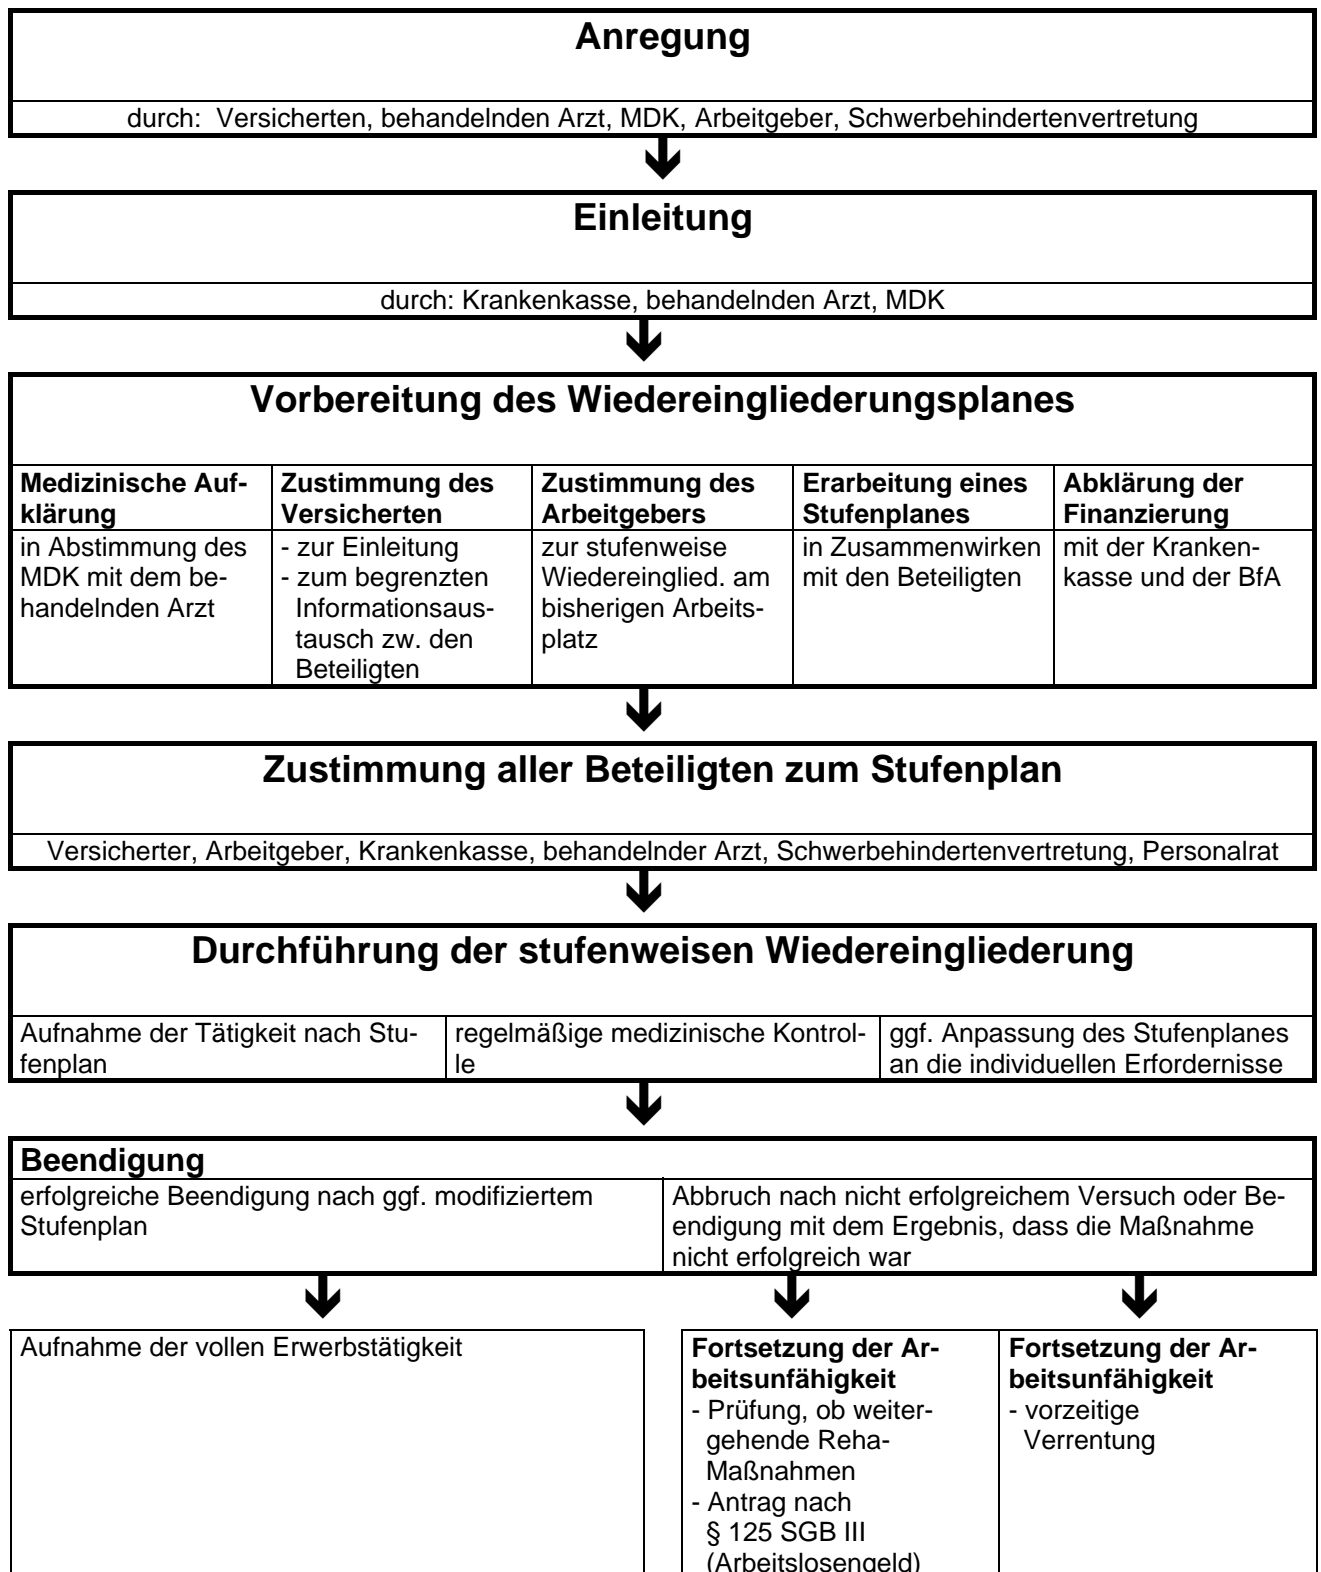 Anregung
durch: Versicherten, behandelnden Arzt, MDK, Arbeitgeber, Schwerbehindertenvertretung
Einleitung
durch: Krankenkasse, behandelnden Arzt, MDK
Vorbereitung des Wiedereingliederungsplanes
Medizinische Auf-
klärung
in Abstimmung des
MDK mit dem be-
handelnden Arzt
Zustimmung des
Versicherten
- zur Einleitung
- zum begrenzten
Informationsaus-
tausch zw. den
Beteiligten
Zustimmung des
Arbeitgebers
zur stufenweise
Wiedereinglied. am
bisherigen Arbeits-
platz
Erarbeitung eines
Stufenplanes
in Zusammenwirken
mit den Beteiligten
Abklärung der
Finanzierung
mit der Kranken-
kasse und der BfA
Zustimmung aller Beteiligten zum Stufenplan
Versicherter, Arbeitgeber, Krankenkasse, behandelnder Arzt, Schwerbehindertenvertretung, Personalrat
Durchführung der stufenweisen Wiedereingliederung
Aufnahme der Tätigkeit nach Stu-
fenplan
regelmäßige medizinische Kontrol-
le
ggf. Anpassung des Stufenplanes
an die individuellen Erfordernisse
Beendigung
erfolgreiche Beendigung nach ggf. modifiziertem
Stufenplan
Abbruch nach nicht erfolgreichem Versuch oder Be-
endigung mit dem Ergebnis, dass die Maßnahme
nicht erfolgreich war
Aufnahme der vollen Erwerbstätigkeit
Fortsetzung der Ar-
beitsunfähigkeit
- Prüfung, ob weiter-
gehende Reha-
Maßnahmen
- Antrag nach
§ 125 SGB III
(Arbeitslosengeld)
Fortsetzung der Ar-
beitsunfähigkeit
- vorzeitige
Verrentung